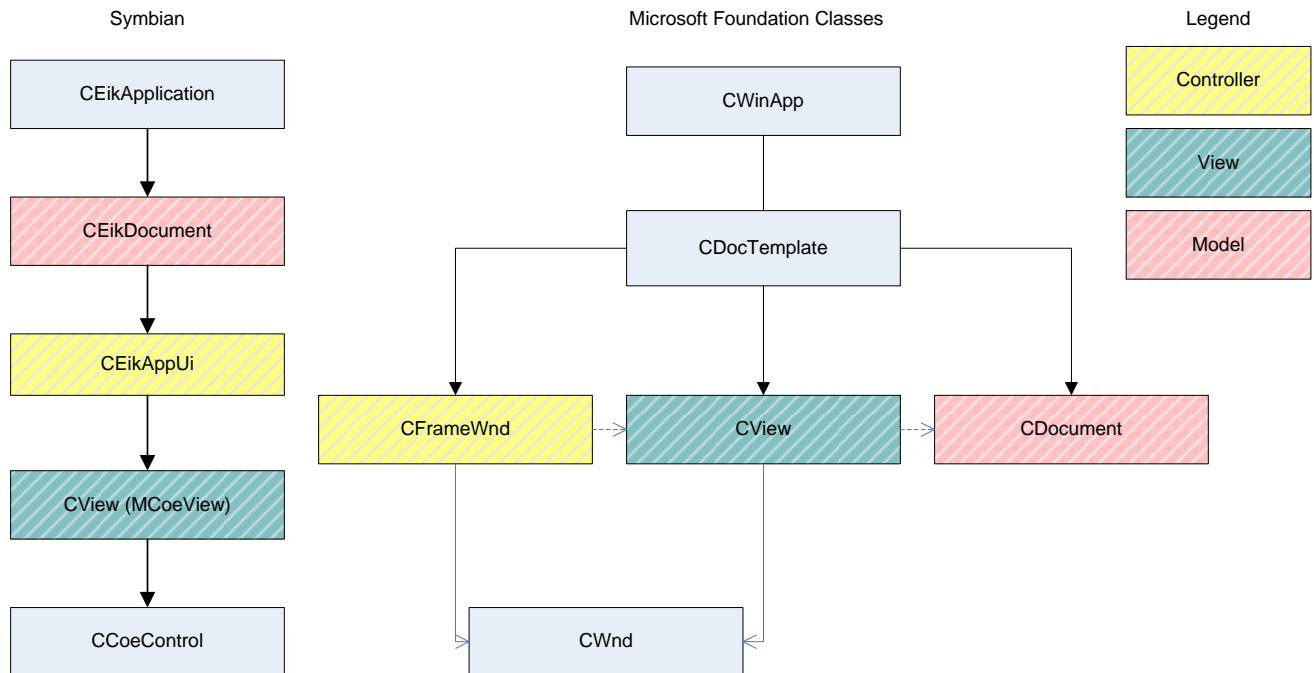 Symbian
Microsoft Foundation Classes
Legend
CEikApplication
CWinApp
Controller
View
CEikDocument
CDocTemplate
Model
CEikAppUi
CFrameWnd
CView
CDocument
CView (MCoeView)
CCoeControl
CWnd